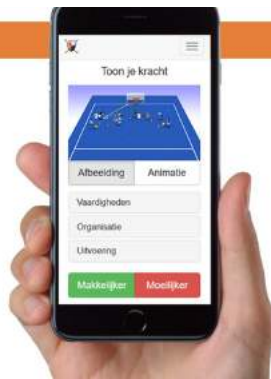 Toon je kracht
Afbeelding Animatie
Vaardigheden
Organisatie
Uitvoering
Makkelijker Moeilijker